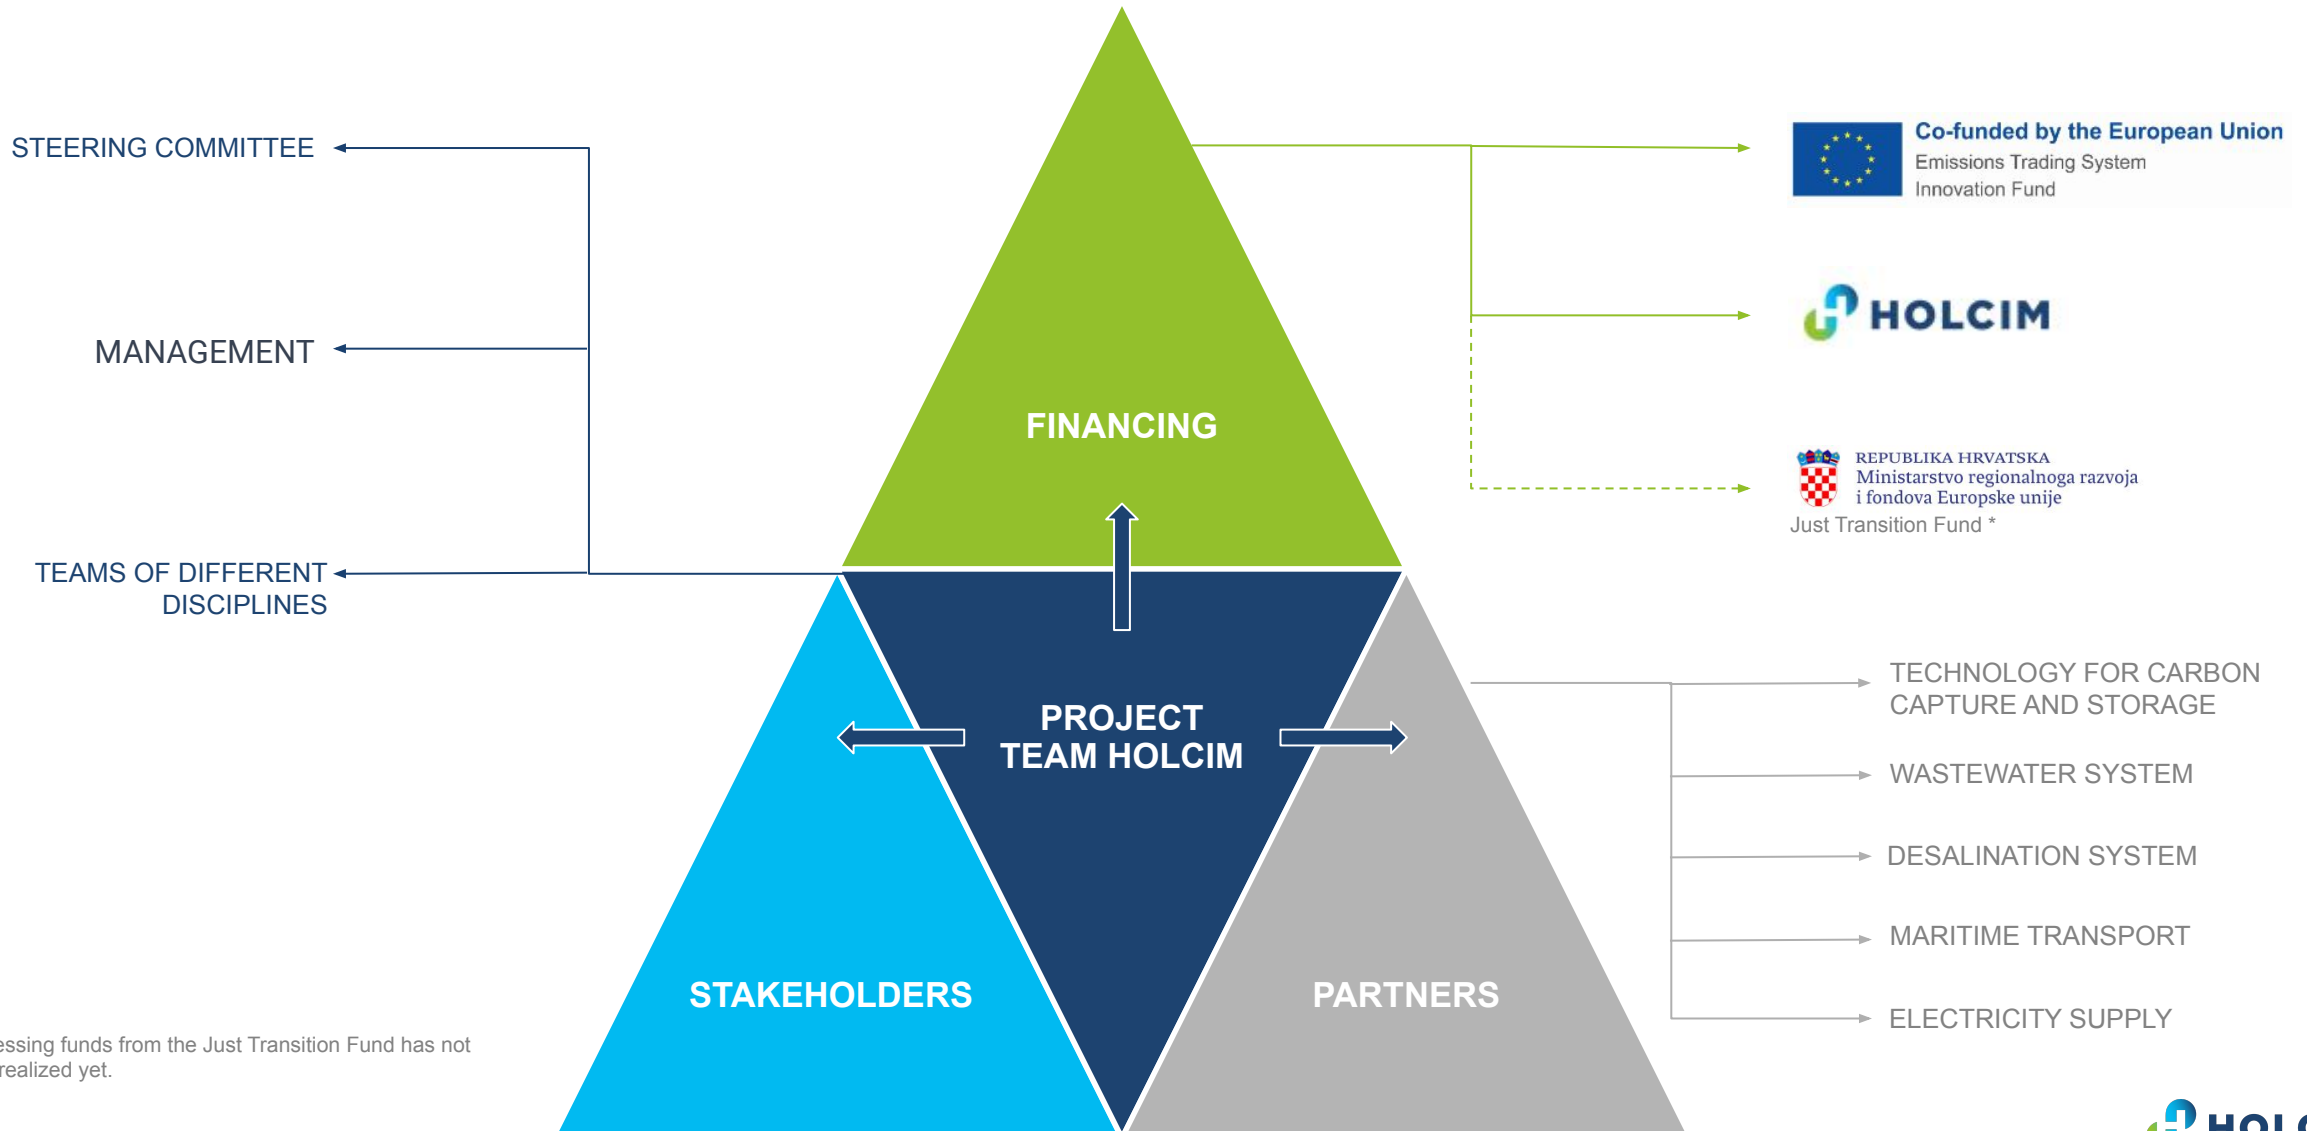 STEERING COMMITTEE
MANAGEMENT
TEAMS OF DIFFERENT
DISCIPLINES
FINANCING
PROJECT
TEAM HOLCIM
STAKEHOLDERS
PARTNERS
Co-funded by the European Union
Emissions Trading System
Innovation Fund
HOLCIM
REPUBLIKA HRVATSKA
Ministarstvo regionalnoga razvoja
i fondova Europske unije
Just Transition Fund *
TECHNOLOGY FOR CARBON
CAPTURE AND STORAGE
WASTEWATER SYSTEM
DESALINATION SYSTEM
MARITIME TRANSPORT
ELECTRICITY SUPPLY
funds from the Just Transition Fund has not
realized yet.